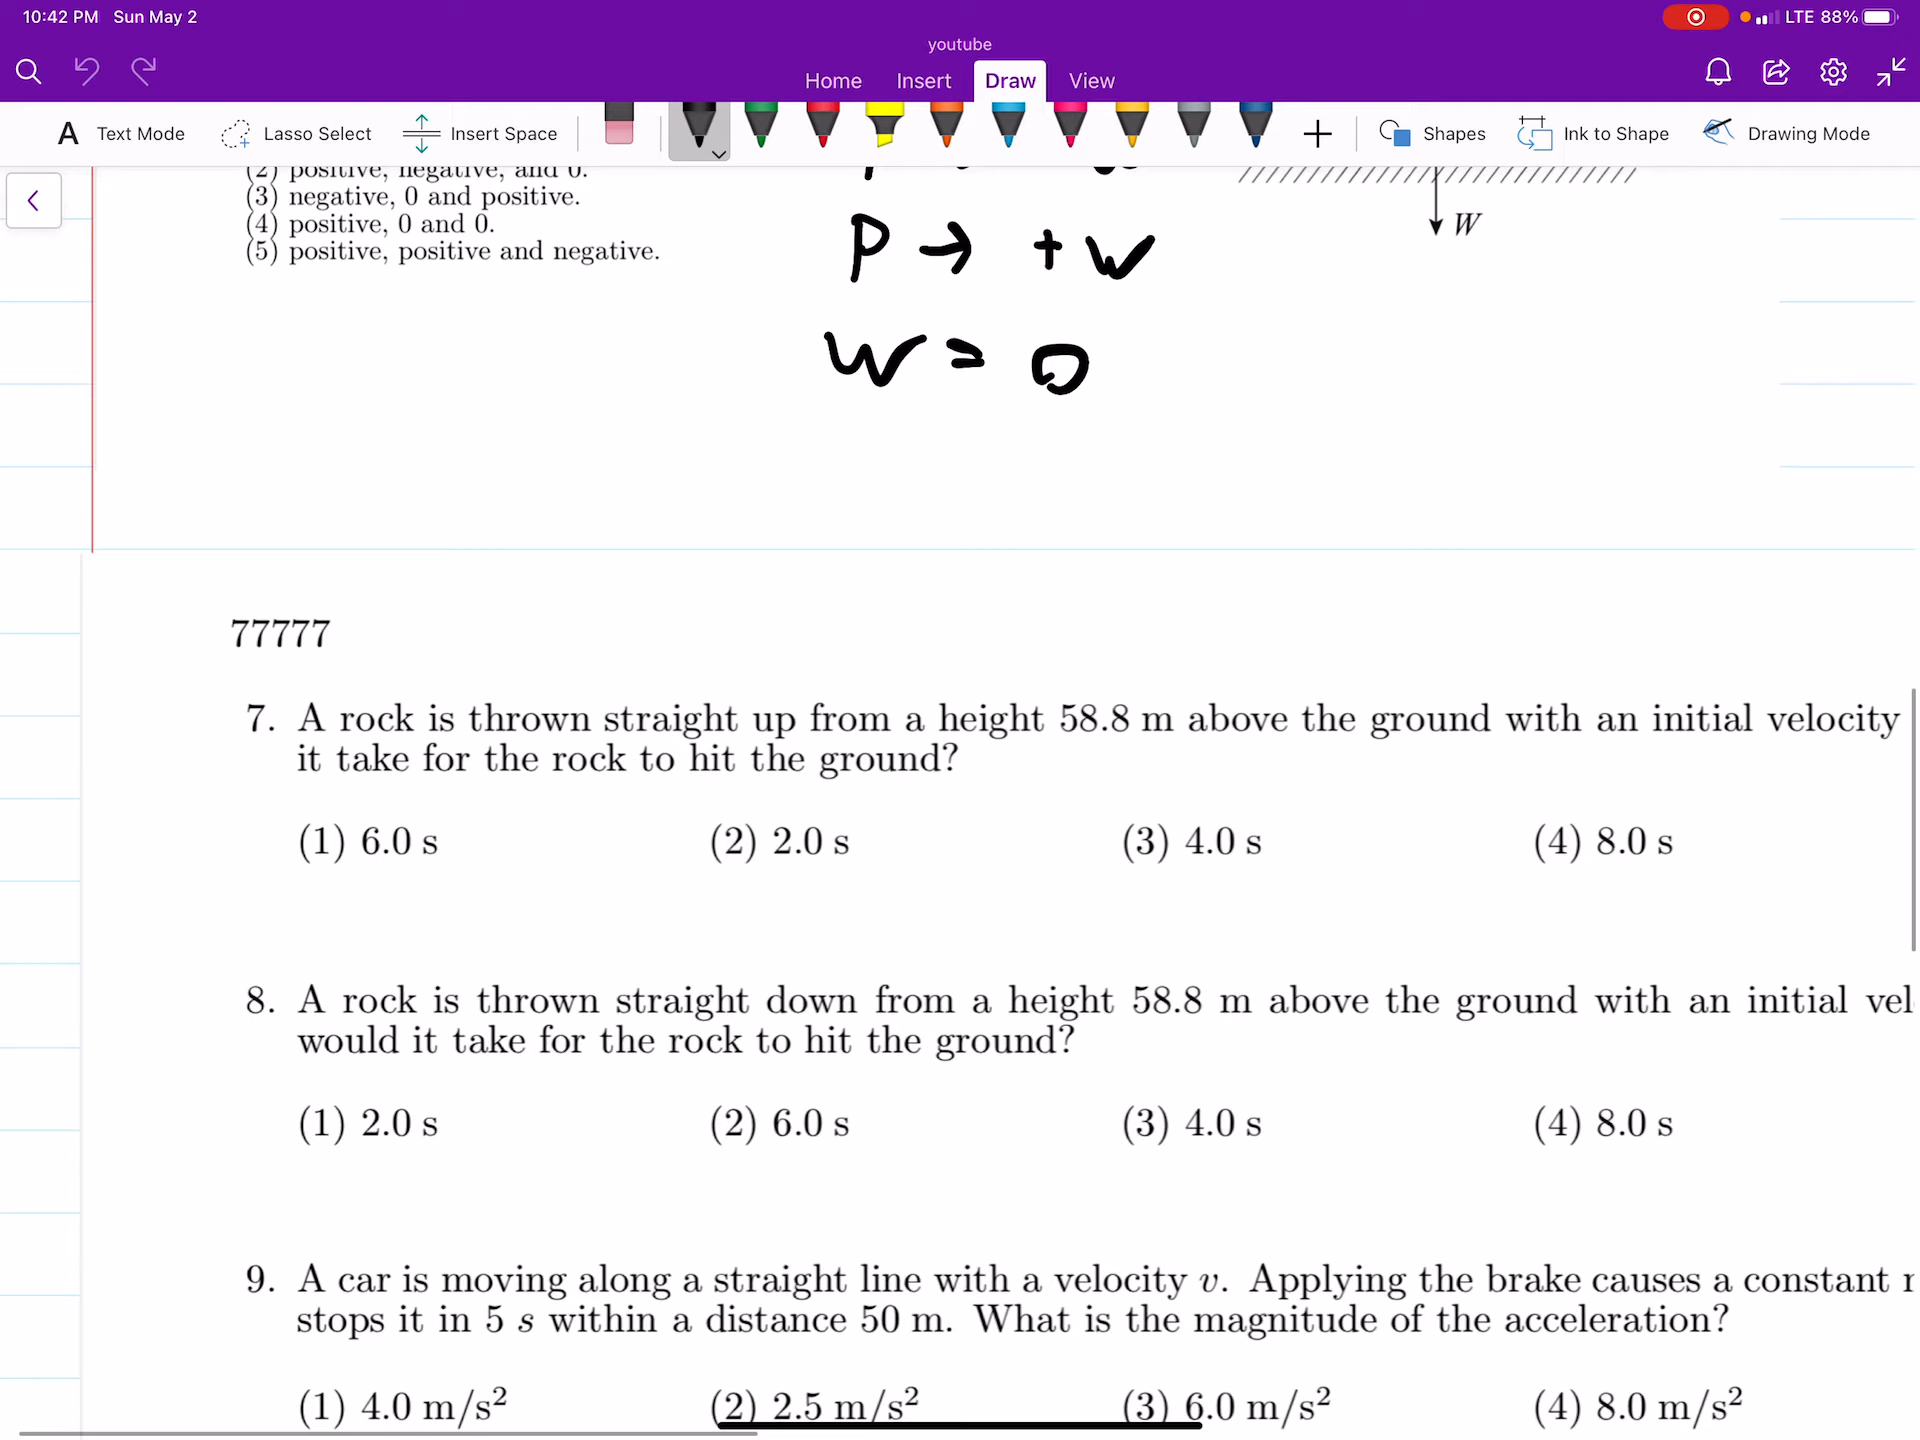 10:42 PM Sun May 2
LTE 88%
youtube
Home Insert Draw View
A Text Mode Lasso Select Insert Space Shapes Ink to Shape Drawing Mode
(2) positive, negative, and 0.
(3) negative, 0 and positive.
(4) positive, 0 and 0.
(5) positive, positive and negative.
P → + W
W = 0
W
77777
7. A rock is thrown straight up from a height 58.8 m above the ground with an initial velocity
it take for the rock to hit the ground?
(1) 6.0 s (2) 2.0 s (3) 4.0 s (4) 8.0 s
8. A rock is thrown straight down from a height 58.8 m above the ground with an initial vel
would it take for the rock to hit the ground?
(1) 2.0 s (2) 6.0 s (3) 4.0 s (4) 8.0 s
9. A car is moving along a straight line with a velocity v. Applying the brake causes a constant
stops it in 5 s within a distance 50 m. What is the magnitude of the acceleration?
(1) 4.0 m/s² (2) 2.5 m/s² (3) 6.0 m/s² (4) 8.0 m/s²